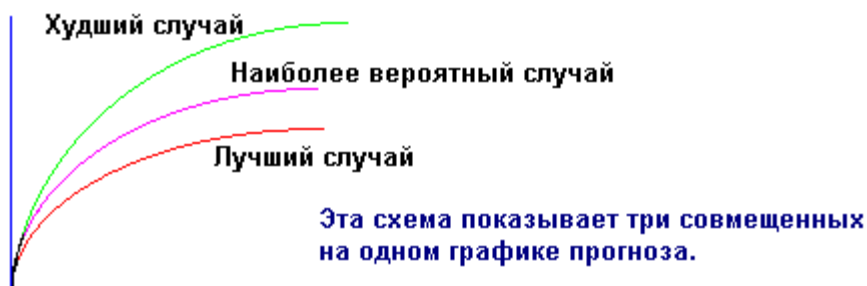 Худший случай
Наиболее вероятный случай
Лучший случай
Эта схема показывает три совмещенных
на одном графике прогноза.